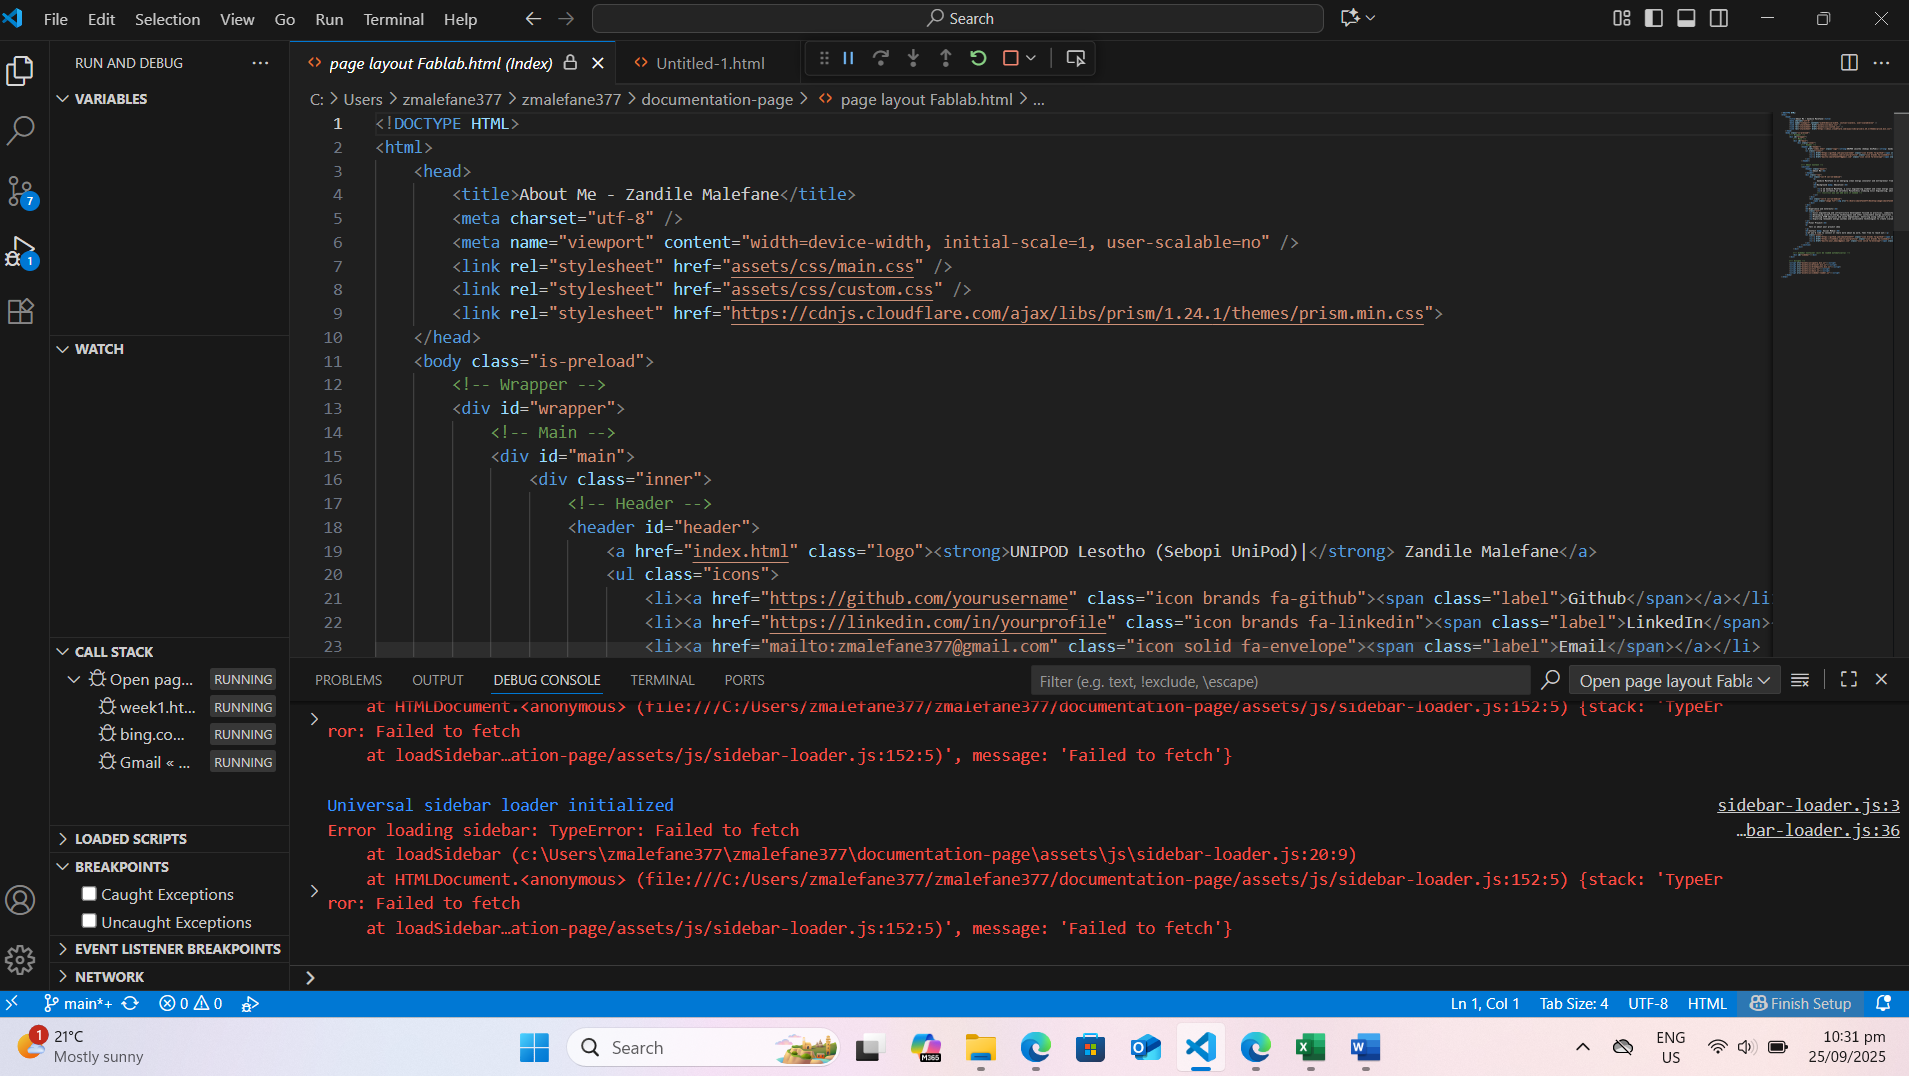 File Edit Selection View Go Run Terminal Help
Search
RUN AND DEBUG
page layout Fablab.html (Index)
Untitled-1.html
VARIABLES
C: > Users > zmalefane377 > zmalefane377 > documentation-page > page layout Fablab.html > ...
1 <!DOCTYPE HTML>
2 <html>
3 <head>
4 <title>About Me - Zandile Malefane</title>
5 <meta charset="utf-8" />
6 <meta name="viewport" content="width=device-width, initial-scale=1, user-scalable=no" />
7 <link rel="stylesheet" href="assets/css/main.css" />
8 <link rel="stylesheet" href="assets/css/custom.css" />
9 <link rel="stylesheet" href="https://cdnjs.cloudflare.com/ajax/libs/prism/1.24.1/themes/prism.min.css">
10 </head>
11 <body class="is-preload">
12 <!-- Wrapper -->
13 <div id="wrapper">
14 <!-- Main -->
15 <div id="main">
16 <div class="inner">
17 <!-- Header -->
18 <header id="header">
19 <a href="index.html" class="logo"><strong>UNIPOD Lesotho (Sebopi UniPod)|</strong> Zandile Malefane</a>
20 <ul class="icons">
21 <li><a href="https://github.com/yourusername" class="icon brands fa-github"><span class="label">Github</span></a></li
22 <li><a href="https://linkedin.com/in/yourprofile" class="icon brands fa-linkedin"><span class="label">LinkedIn</span>
23 <li><a href="mailto:zmalefane377@gmail.com" class="icon solid fa-envelope"><span class="label">Email</span></a></li>
WATCH
CALL STACK
Open pag... RUNNING
week1.ht... RUNNING
bing.co... RUNNING
Gmail « ... RUNNING
LOADED SCRIPTS
BREAKPOINTS
Caught Exceptions
Uncaught Exceptions
EVENT LISTENER BREAKPOINTS
NETWORK
7
1
PROBLEMS OUTPUT DEBUG CONSOLE TERMINAL PORTS
Filter (e.g. text, !exclude, \escape)
Open page layout Fabla
at HTMLDocument.<anonymous> (file:///C:/Users/zmalefane377/zmalefane377/documentation-page/assets/js/sidebar-loader.js:152:5) {stack: 'TypeEr
ror: Failed to fetch
at loadSidebar…ation-page/assets/js/sidebar-loader.js:152:5)', message: 'Failed to fetch'}
Universal sidebar loader initialized sidebar-loader.js:3
Error loading sidebar: TypeError: Failed to fetch …bar-loader.js:36
at loadSidebar (c:\Users\zmalefane377\zmalefane377\documentation-page\assets\js\sidebar-loader.js:20:9)
at HTMLDocument.<anonymous> (file:///C:/Users/zmalefane377/zmalefane377/documentation-page/assets/js/sidebar-loader.js:152:5) {stack: 'TypeEr
ror: Failed to fetch
at loadSidebar…ation-page/assets/js/sidebar-loader.js:152:5)', message: 'Failed to fetch'}
main*+ 0 0 Ln 1, Col 1 Tab Size: 4 UTF-8 HTML Finish Setup
1
21°C
Mostly sunny
Search
M365
ENG
US
10:31 pm
25/09/2025